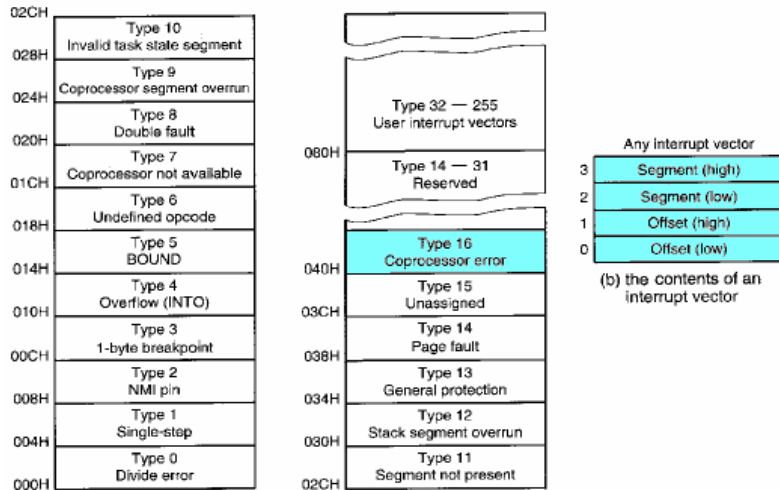 02CH
Type 10
Invalid task state segment
028H
Type 9
Coprocessor segment overrun
024H
Type 8
Double fault
020H
Type 7
Coprocessor not available
01CH
Type 6
Undefined opcode
018H
Type 5
BOUND
014H
Type 4
Overflow (INTO)
010H
Type 3
1-byte breakpoint
00CH
Type 2
NMI pin
008H
Type 1
Single-step
004H
Type 0
Divide error
000H
Type 32 — 255
User interrupt vectors
080H
Type 14 — 31
Reserved
Type 16
Coprocessor error
040H
Type 15
Unassigned
03CH
Type 14
Page fault
038H
Type 13
General protection
034H
Type 12
Stack segment overrun
030H
Type 11
Segment not present
02CH
Any interrupt vector
3 Segment (high)
2 Segment (low)
1 Offset (high)
0 Offset (low)
(b) the contents of an
interrupt vector